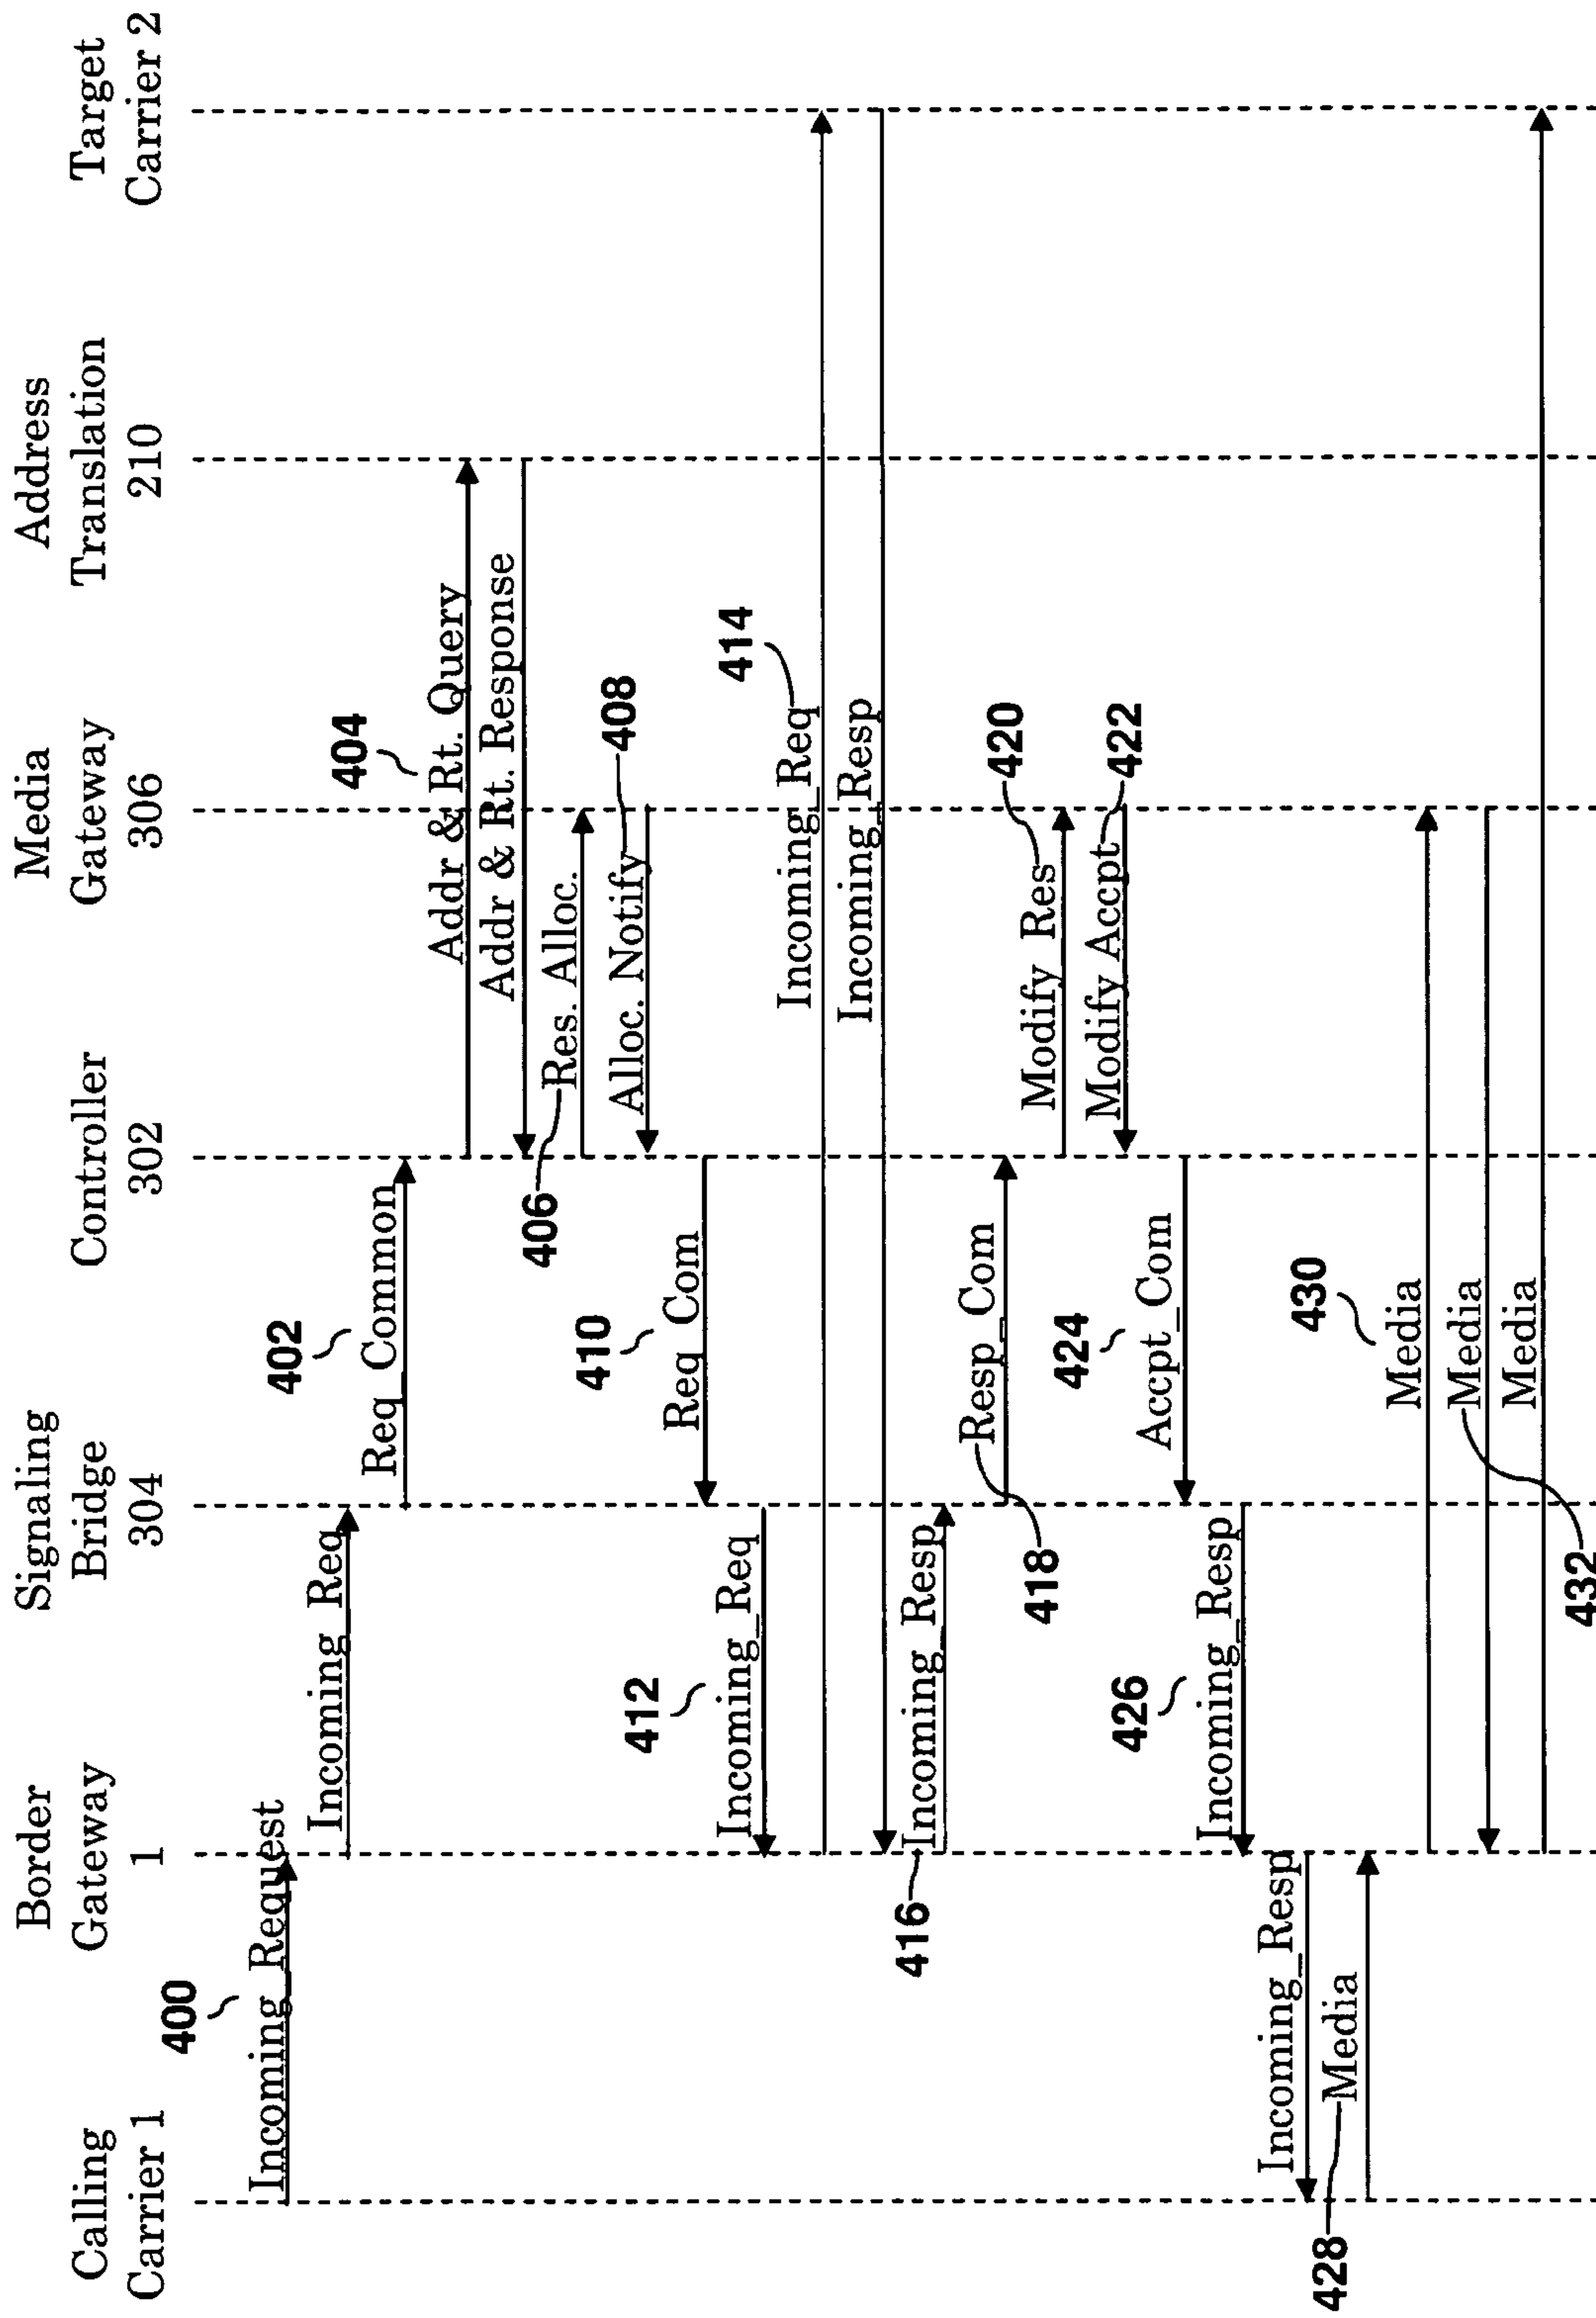 Calling
Carrier 1
Border
Gateway
1
Signaling
Bridge
304
Controller
302
Media
Gateway
306
Address
Translation
210
Target
Carrier 2
400
Incoming_Request
Incoming_Req
402
Req_Common
404
Addr & Rt. Query
Addr & Rt. Response
406
Res. Alloc.
408
Alloc. Notify
410
Req_Com
412
Incoming_Req
414
Incoming_Req
Incoming_Resp
416
Incoming_Resp
418
Resp_Com
420
Modify_Res
422
Modify Accpt
424
Accpt_Com
426
Incoming_Resp
Incoming_Resp
428
Media
430
Media
Media
432
Media